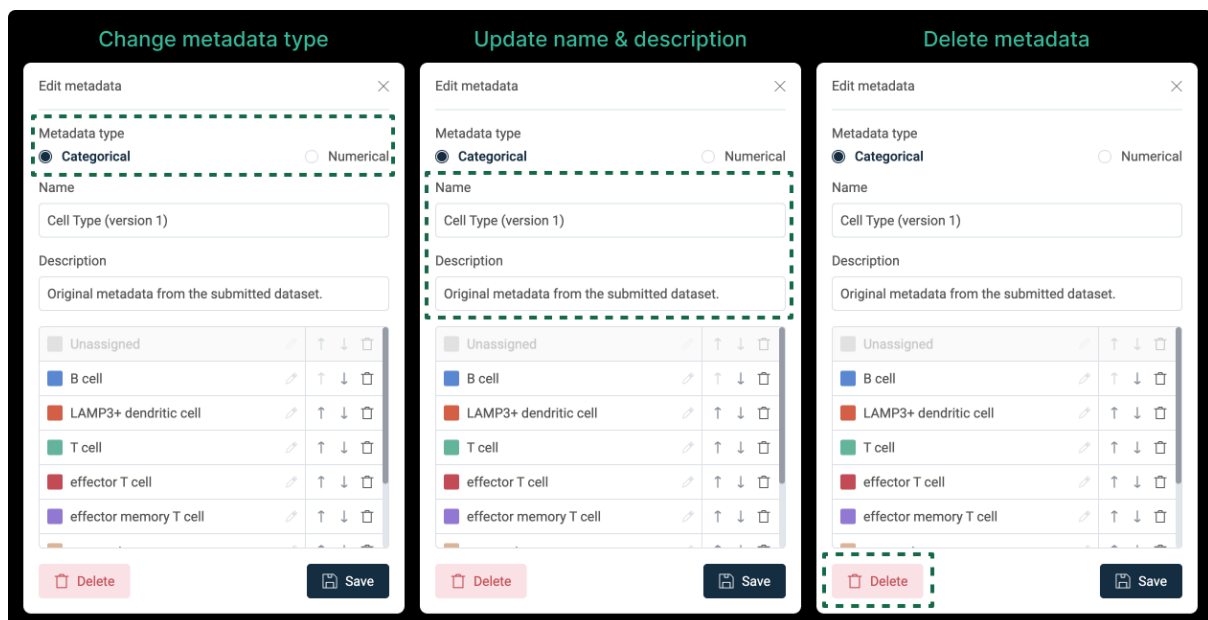 Change metadata type
Update name & description
Delete metadata
Edit metadata
Metadata type
Categorical Numerical
Name
Cell Type (version 1)
Description
Original metadata from the submitted dataset.
Unassigned
B cell
LAMP3+ dendritic cell
T cell
effector T cell
effector memory T cell
Delete Save
Edit metadata
Metadata type
Categorical Numerical
Name
Cell Type (version 1)
Description
Original metadata from the submitted dataset.
Unassigned
B cell
LAMP3+ dendritic cell
T cell
effector T cell
effector memory T cell
Delete Save
Edit metadata
Metadata type
Categorical Numerical
Name
Cell Type (version 1)
Description
Original metadata from the submitted dataset.
Unassigned
B cell
LAMP3+ dendritic cell
T cell
effector T cell
effector memory T cell
Delete Save